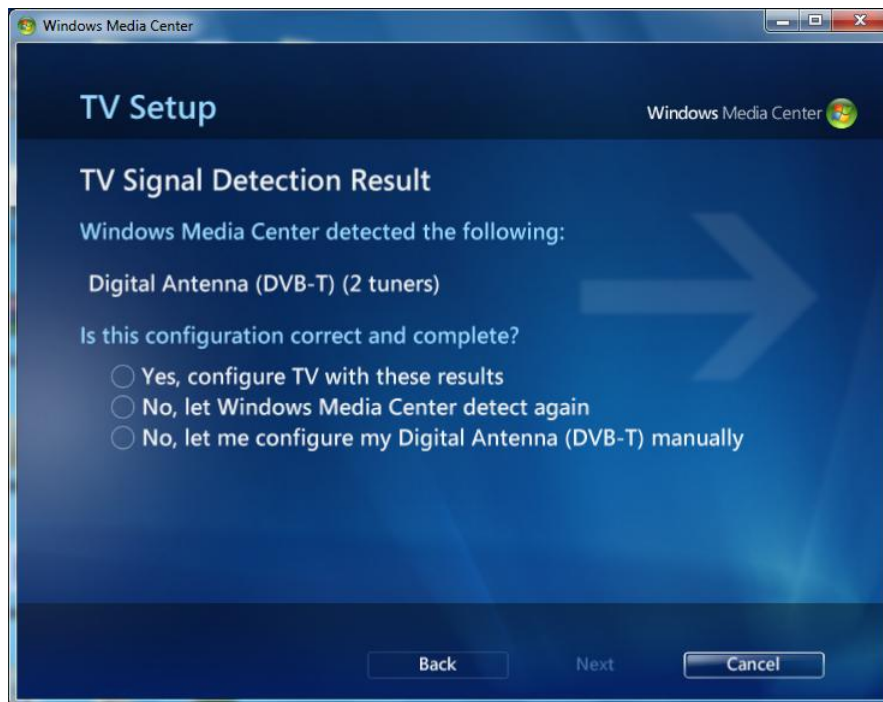 Windows Media Center
TV Setup
Windows Media Center
TV Signal Detection Result
Windows Media Center detected the following:
Digital Antenna (DVB-T) (2 tuners)
Is this configuration correct and complete?
Yes, configure TV with these results
No, let Windows Media Center detect again
No, let me configure my Digital Antenna (DVB-T) manually
Back Next Cancel